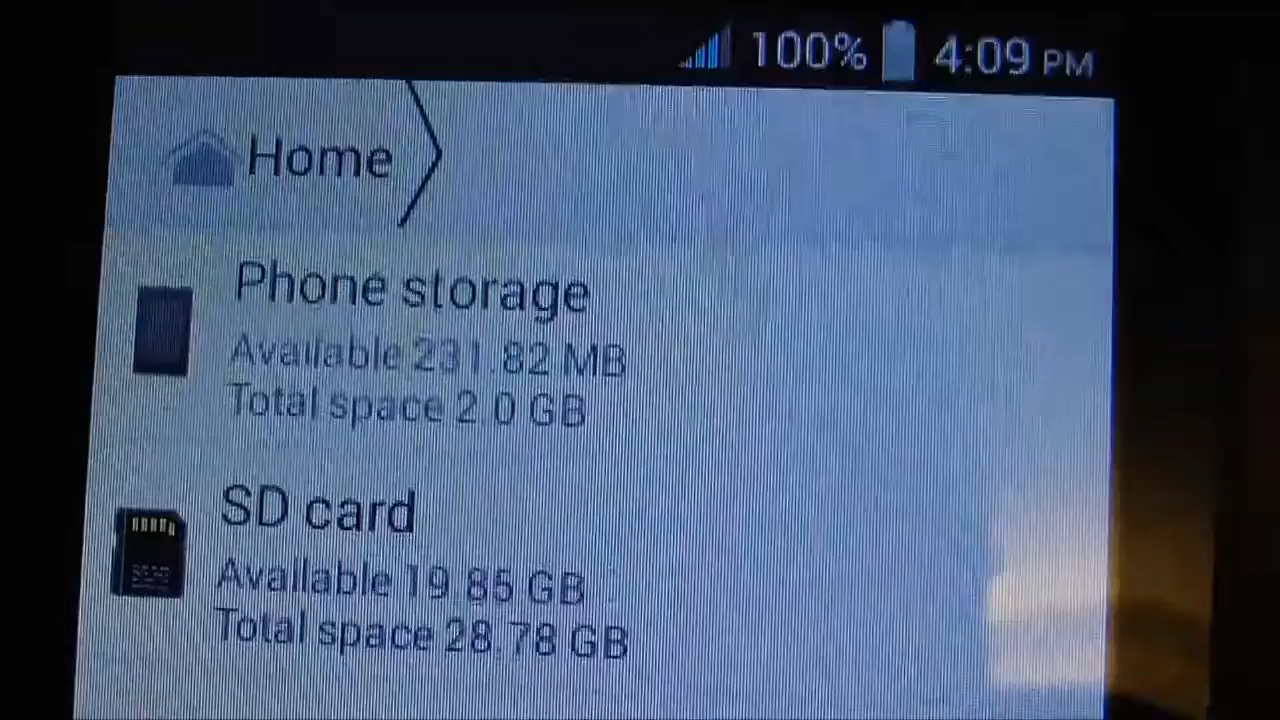 100% 4:09 PM
Home
Phone storage
Available 231.82 MB
Total space 2.0 GB
SD card
Available 19.85 GB
Total space 28.78 GB